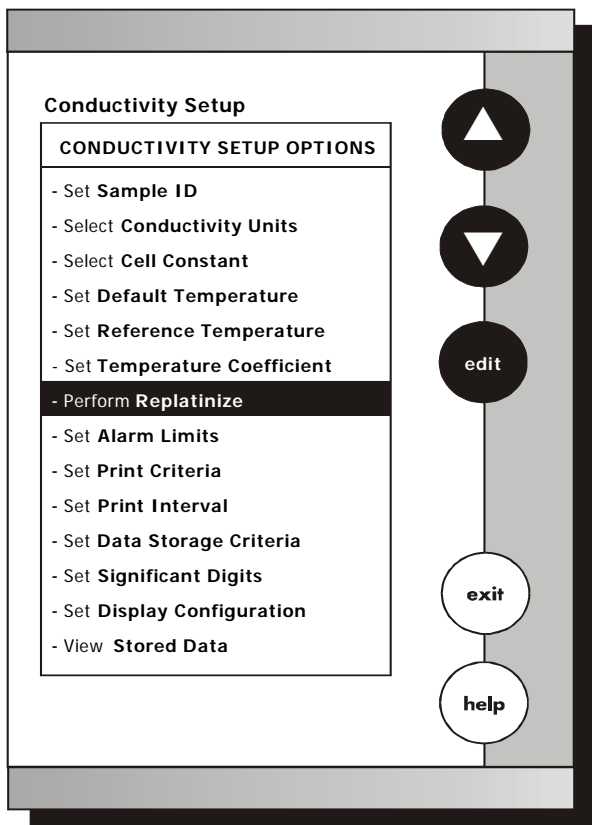 Conductivity Setup
CONDUCTIVITY SETUP OPTIONS
- Set Sample ID
- Select Conductivity Units
- Select Cell Constant
- Set Default Temperature
- Set Reference Temperature
- Set Temperature Coefficient
- Perform Replatinize
- Set Alarm Limits
- Set Print Criteria
- Set Print Interval
- Set Data Storage Criteria
- Set Significant Digits
- Set Display Configuration
- View Stored Data
edit
exit
help